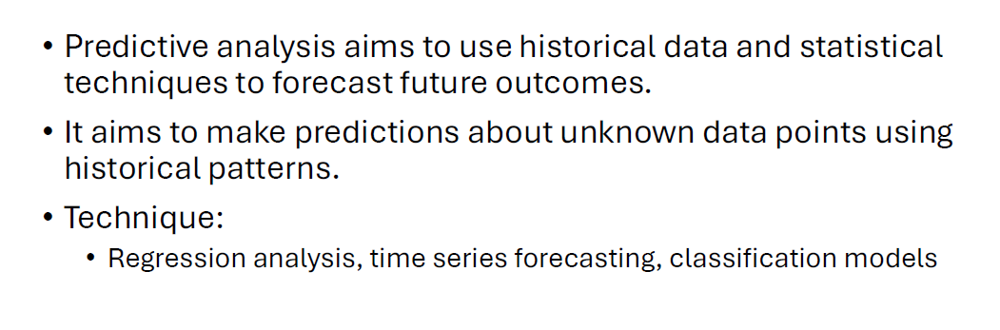 • Predictive analysis aims to use historical data and statistical
techniques to forecast future outcomes.
• It aims to make predictions about unknown data points using
historical patterns.
• Technique:
• Regression analysis, time series forecasting, classification models